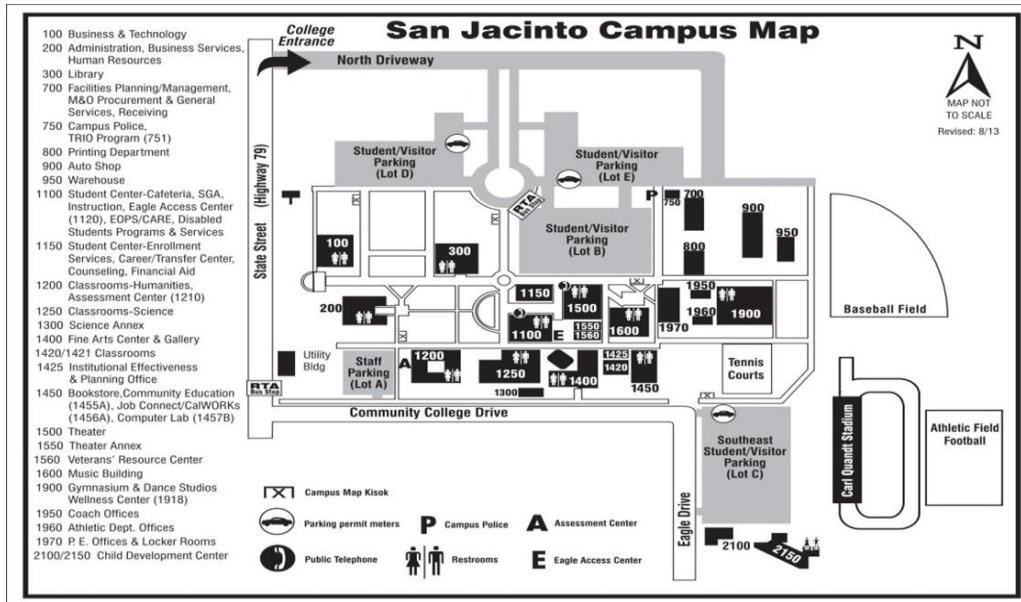 San Jacinto Campus Map
100 Business & Technology
200 Administration, Business Services,
Human Resources
300 Library
700 Facilities Planning/Management,
M&O Procurement & General
Services, Receiving
750 Campus Police,
TRIO Program (751)
800 Printing Department
900 Auto Shop
950 Warehouse
1100 Student Center-Cafeteria, SGA,
Instruction, Eagle Access Center
(1120), EOPS/CARE, Disabled
Students Programs & Services
1150 Student Center-Enrollment
Services, Career/Transfer Center,
Counseling, Financial Aid
1200 Classrooms-Humanities,
Assessment Center (1210)
1250 Classrooms-Science
1300 Science Annex
1400 Fine Arts Center & Gallery
1420/1421 Classrooms
1425 Institutional Effectiveness
& Planning Office
1450 Bookstore,Community Education
(1455A), Job Connect/CalWORKs
(1456A), Computer Lab (1457B)
1500 Theater
1550 Theater Annex
1560 Veterans' Resource Center
1600 Music Building
1900 Gymnasium & Dance Studios
Wellness Center (1918)
1950 Coach Offices
1960 Athletic Dept. Offices
1970 P. E. Offices & Locker Rooms
2100/2150 Child Development Center
College
Entrance
North Driveway
N
MAP NOT
TO SCALE
Revised: 8/13
State Street (Highway 79)
Student/Visitor
Parking
(Lot D)
Student/Visitor
Parking
(Lot E)
RTA
Bus Stop
Student/Visitor
Parking
(Lot B)
P
750
700
800
900
950
100
300
200
1150
1100
1500
E
1550
1560
1600
1970
1950
1960
1900
Baseball Field
Utility
Bldg
Staff
Parking
(Lot A)
A
1200
1250
1300
1400
1425
1420
1450
Tennis
Courts
RTA
Bus Stop
Community College Drive
Southeast
Student/Visitor
Parking
(Lot C)
Carl Quandt Stadium
Athletic Field
Football
Eagle Drive
2100
2150
Campus Map Kisok
Parking permit meters
P Campus Police
A Assessment Center
Public Telephone
Restrooms
E Eagle Access Center